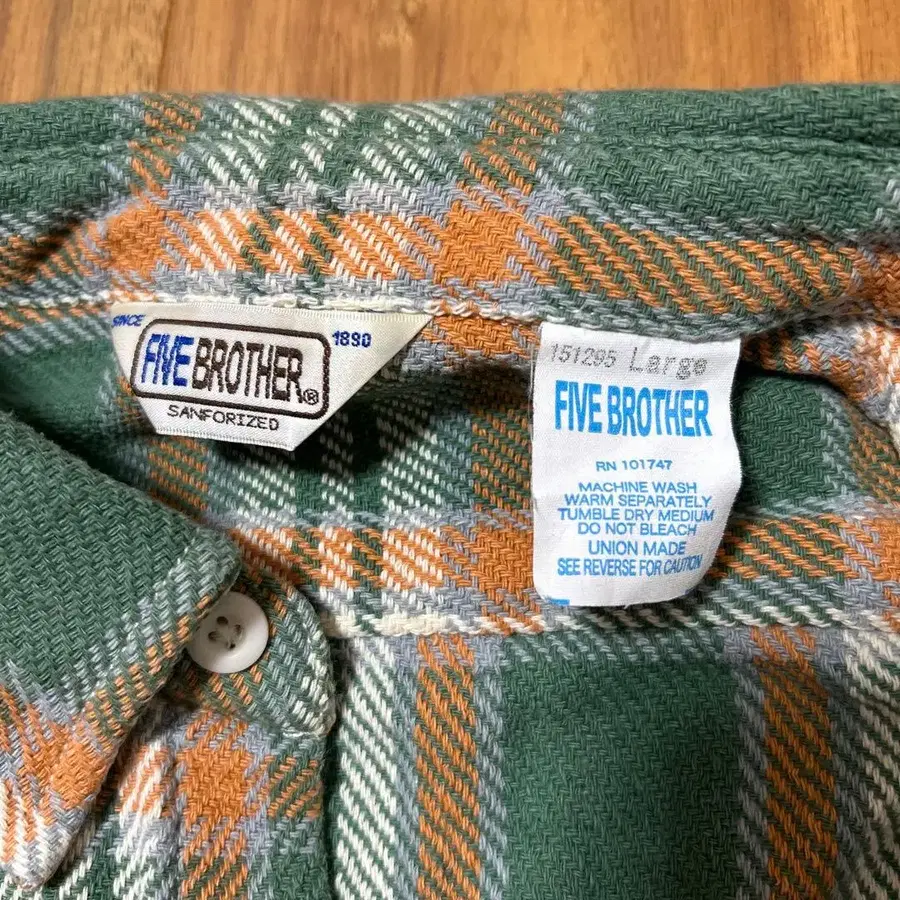 SINCE 1890
FIVE BROTHER®
SANFORIZED
151295 Large
FIVE BROTHER
RN 101747
MACHINE WASH
WARM SEPARATELY
TUMBLE DRY MEDIUM
DO NOT BLEACH
UNION MADE
SEE REVERSE FOR CAUTION